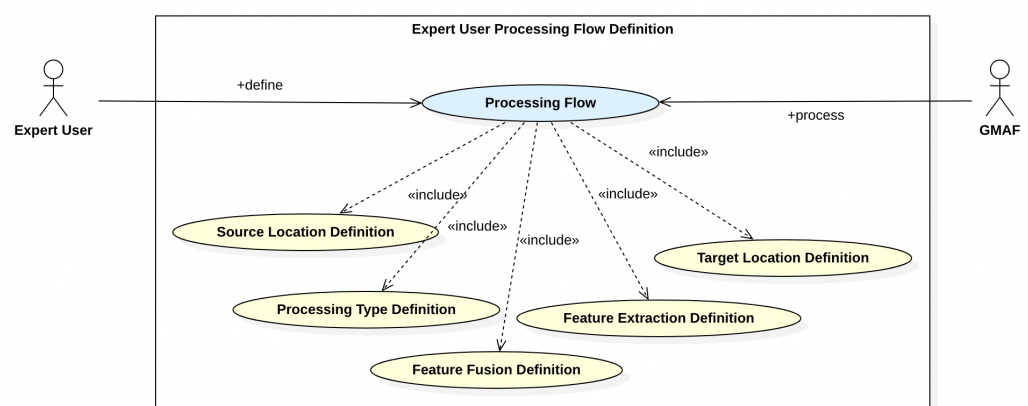 Expert User Processing Flow Definition
+define
Processing Flow
+process
Expert User
GMAF
«include»
«include»
«include»
«include»
«include»
Source Location Definition
Target Location Definition
Processing Type Definition
Feature Extraction Definition
Feature Fusion Definition